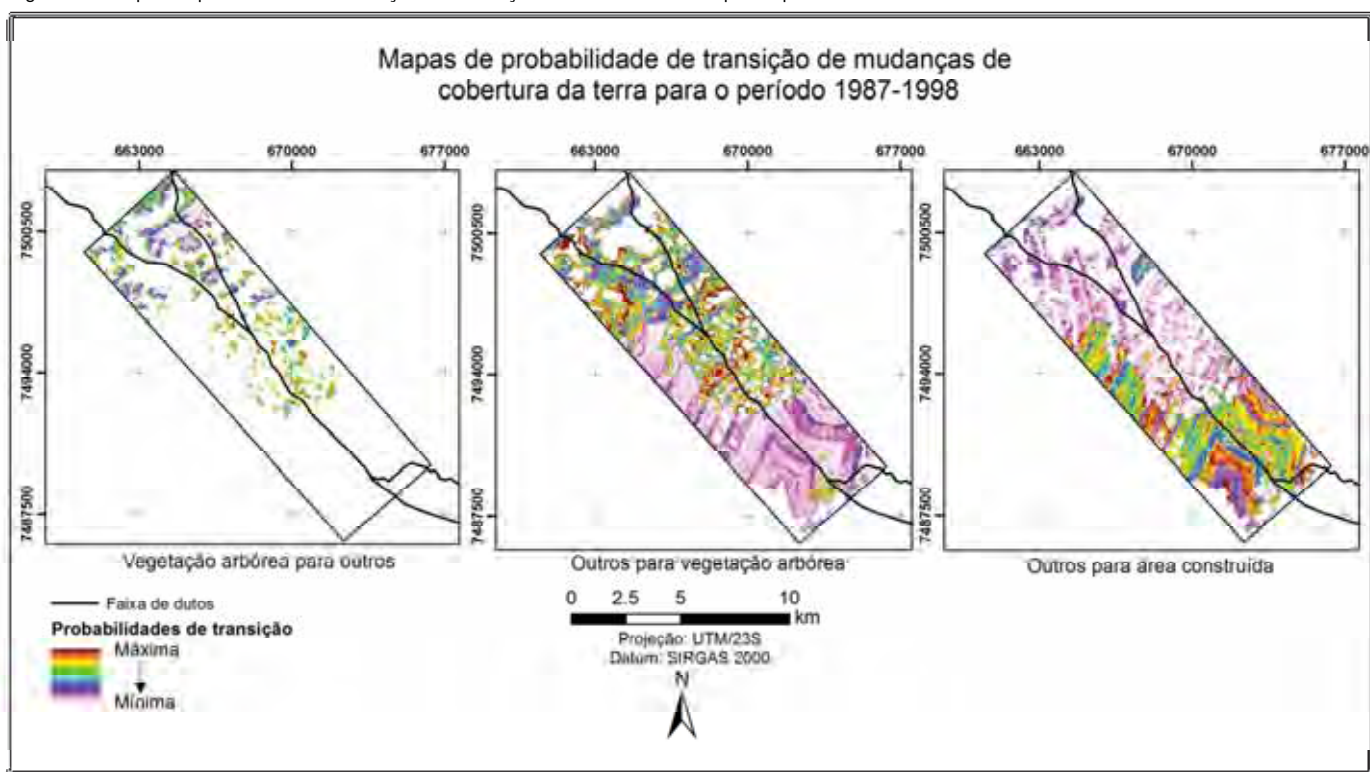 Mapas de probabilidade de transição de mudanças de
cobertura da terra para o período 1987-1998
663000 670000 677000
663000 670000 677000
663000 670000 677000
7500500
7494000
7487500
7500500
7494000
7487500
7500500
7494000
7487500
Vegetação arbórea para outros
Outros para vegetação arbórea
Outros para área construída
Faixa de dutos
Probabilidades de transição
Máxima
Mínima
0 2.5 5 10
km
Projeção: UTM/23S
Datum: SIRGAS 2000
N